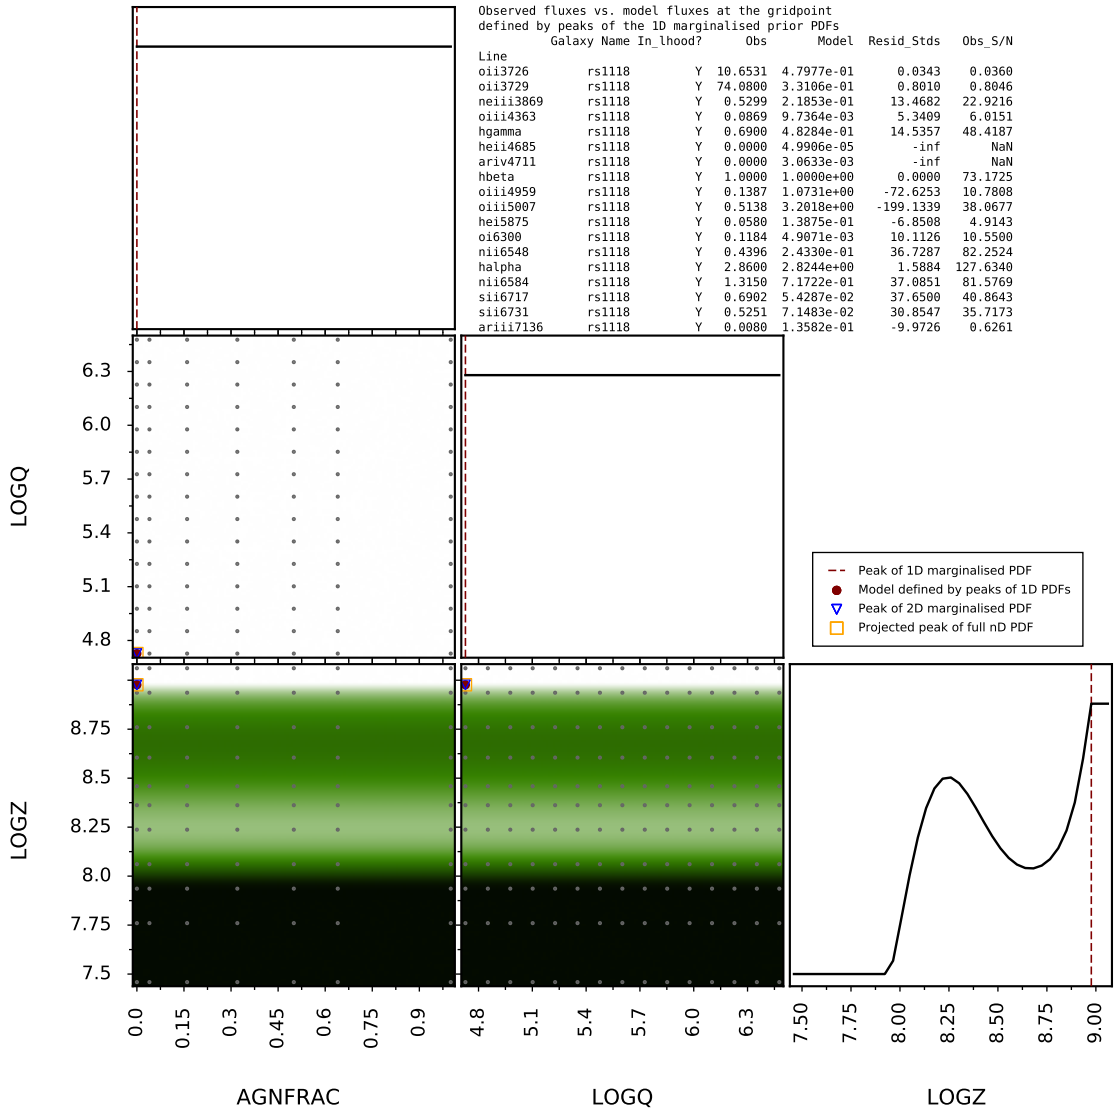 Observed fluxes vs. model fluxes at the gridpoint
defined by peaks of the 1D marginalised prior PDFs
Galaxy Name In_lhood? Obs Model Resid_Stds Obs_S/N
Line
oii3726 rs1118 Y 10.6531 4.7977e-01 0.0343 0.0360
oii3729 rs1118 Y 74.0800 3.3106e-01 0.8010 0.8046
neiii3869 rs1118 Y 0.5299 2.1853e-01 13.4682 22.9216
oiii4363 rs1118 Y 0.0869 9.7364e-03 5.3409 6.0151
hgamma rs1118 Y 0.6900 4.8284e-01 14.5357 48.4187
heii4685 rs1118 Y 0.0000 4.9906e-05 -inf NaN
ariv4711 rs1118 Y 0.0000 3.0633e-03 -inf NaN
hbeta rs1118 Y 1.0000 1.0000e+00 0.0000 73.1725
oiii4959 rs1118 Y 0.1387 1.0731e+00 -72.6253 10.7808
oiii5007 rs1118 Y 0.5138 3.2018e+00 -199.1339 38.0677
hei5875 rs1118 Y 0.0580 1.3875e-01 -6.8508 4.9143
oi6300 rs1118 Y 0.1184 4.9071e-03 10.1126 10.5500
nii6548 rs1118 Y 0.4396 2.4330e-01 36.7287 82.2524
halpha rs1118 Y 2.8600 2.8244e+00 1.5884 127.6340
nii6584 rs1118 Y 1.3150 7.1722e-01 37.0851 81.5769
sii6717 rs1118 Y 0.6902 5.4287e-02 37.6500 40.8643
sii6731 rs1118 Y 0.5251 7.1483e-02 30.8547 35.7173
ariii7136 rs1118 Y 0.0080 1.3582e-01 -9.9726 0.6261
6.3
6.0
5.7
5.4
5.1
4.8
LOGQ
Peak of 1D marginalised PDF
Model defined by peaks of 1D PDFs
Peak of 2D marginalised PDF
Projected peak of full nD PDF
8.75
8.5
8.25
8.0
7.75
7.5
LOGZ
0.0 0.15 0.3 0.45 0.6 0.75 0.9
4.8 5.1 5.4 5.7 6.0 6.3
7.50 7.75 8.00 8.25 8.50 8.75 9.00
AGNFRAC LOGQ LOGZ